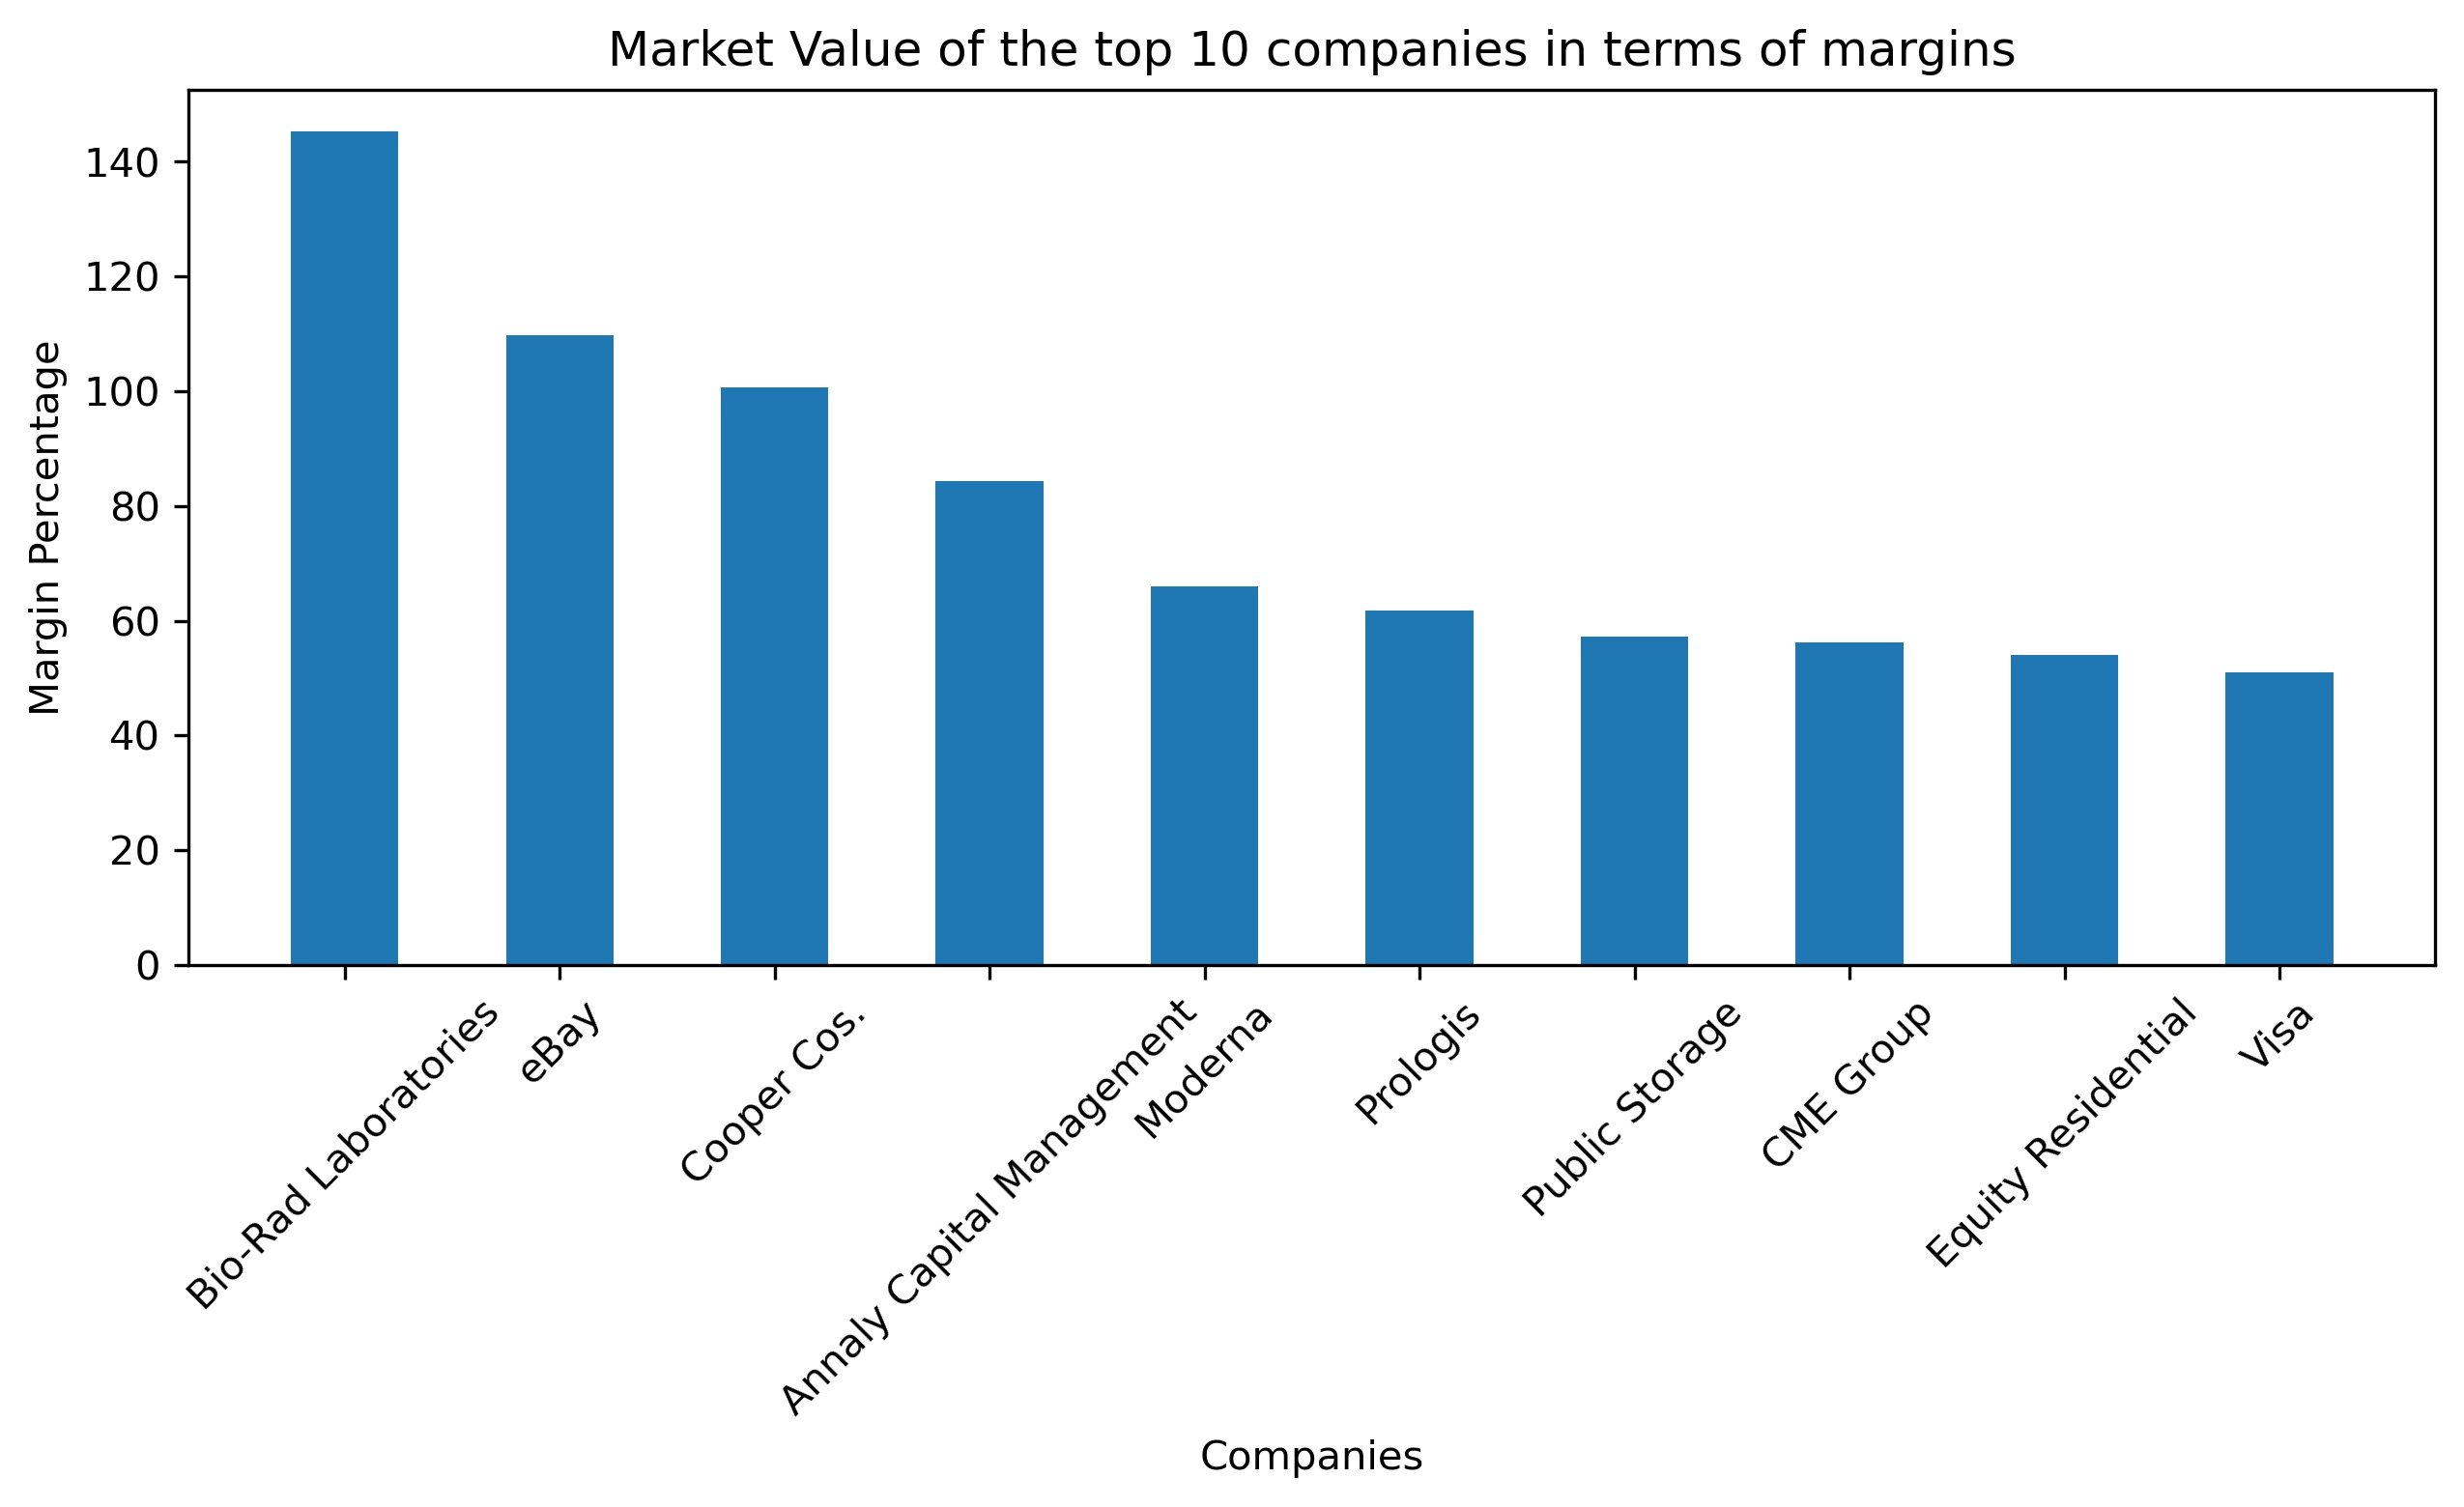 Market Value of the top 10 companies in terms of margins
Margin Percentage
140
120
100
80
60
40
20
0
Bio-Rad Laboratories
eBay
Cooper Cos.
Annaly Capital Management
Moderna
Prologis
Public Storage
CME Group
Equity Residential
Visa
Companies